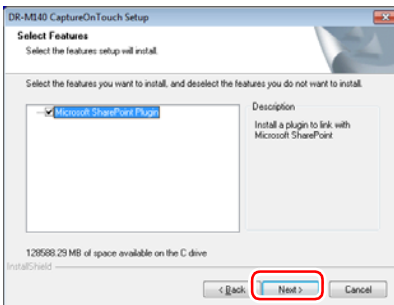 DR-M140 CaptureOnTouch Setup
Select Features
Select the features setup will install.
Select the features you want to install, and deselect the features you do not want to install.
Microsoft SharePoint Plugin
Description
Install a plugin to link with
Microsoft SharePoint
128588.29 MB of space available on the C drive
InstallShield
< Back
Next >
Cancel